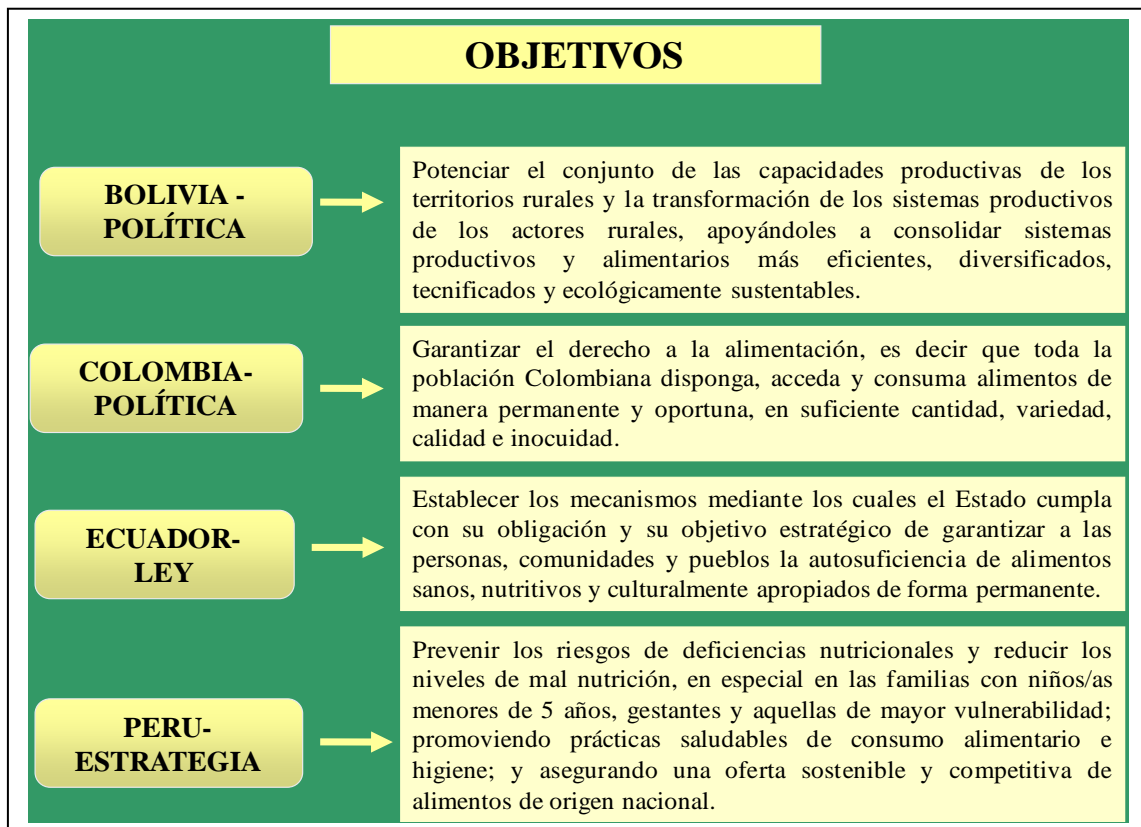 OBJETIVOS
BOLIVIA -
POLÍTICA
Potenciar el conjunto de las capacidades productivas de los
territorios rurales y la transformación de los sistemas productivos
de los actores rurales, apoyándoles a consolidar sistemas
productivos y alimentarios más eficientes, diversificados,
tecnificados y ecológicamente sustentables.
COLOMBIA-
POLÍTICA
Garantizar el derecho a la alimentación, es decir que toda la
población Colombiana disponga, acceda y consuma alimentos de
manera permanente y oportuna, en suficiente cantidad, variedad,
calidad e inocuidad.
ECUADOR-
LEY
Establecer los mecanismos mediante los cuales el Estado cumpla
con su obligación y su objetivo estratégico de garantizar a las
personas, comunidades y pueblos la autosuficiencia de alimentos
sanos, nutritivos y culturalmente apropiados de forma permanente.
PERU-
ESTRATEGIA
Prevenir los riesgos de deficiencias nutricionales y reducir los
niveles de mal nutrición, en especial en las familias con niños/as
menores de 5 años, gestantes y aquellas de mayor vulnerabilidad;
promoviendo prácticas saludables de consumo alimentario e
higiene; y asegurando una oferta sostenible y competitiva de
alimentos de origen nacional.